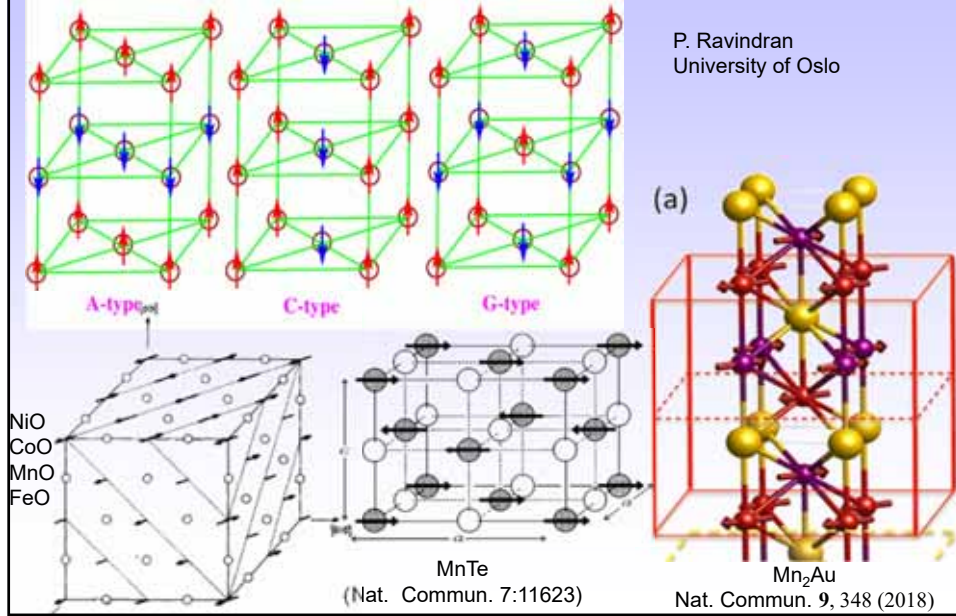 P. Ravindran
University of Oslo
A-type
C-type
G-type
(a)
NiO
CoO
MnO
FeO
MnTe
(Nat. Commun. 7:11623)
Mn₂Au
Nat. Commun. 9, 348 (2018)